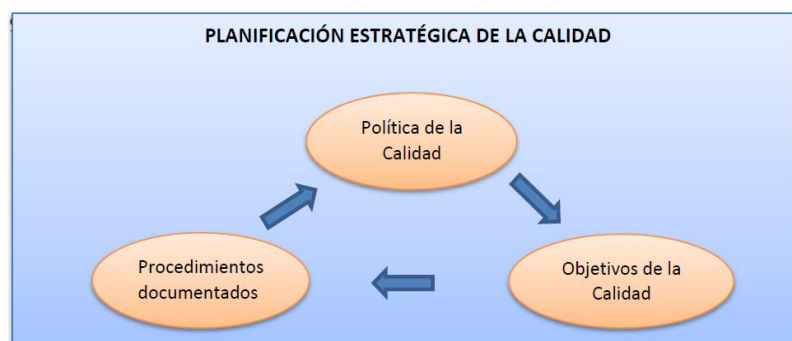 PLANIFICACIÓN ESTRATÉGICA DE LA CALIDAD
Política de la
Calidad
Procedimientos
documentados
Objetivos de la
Calidad